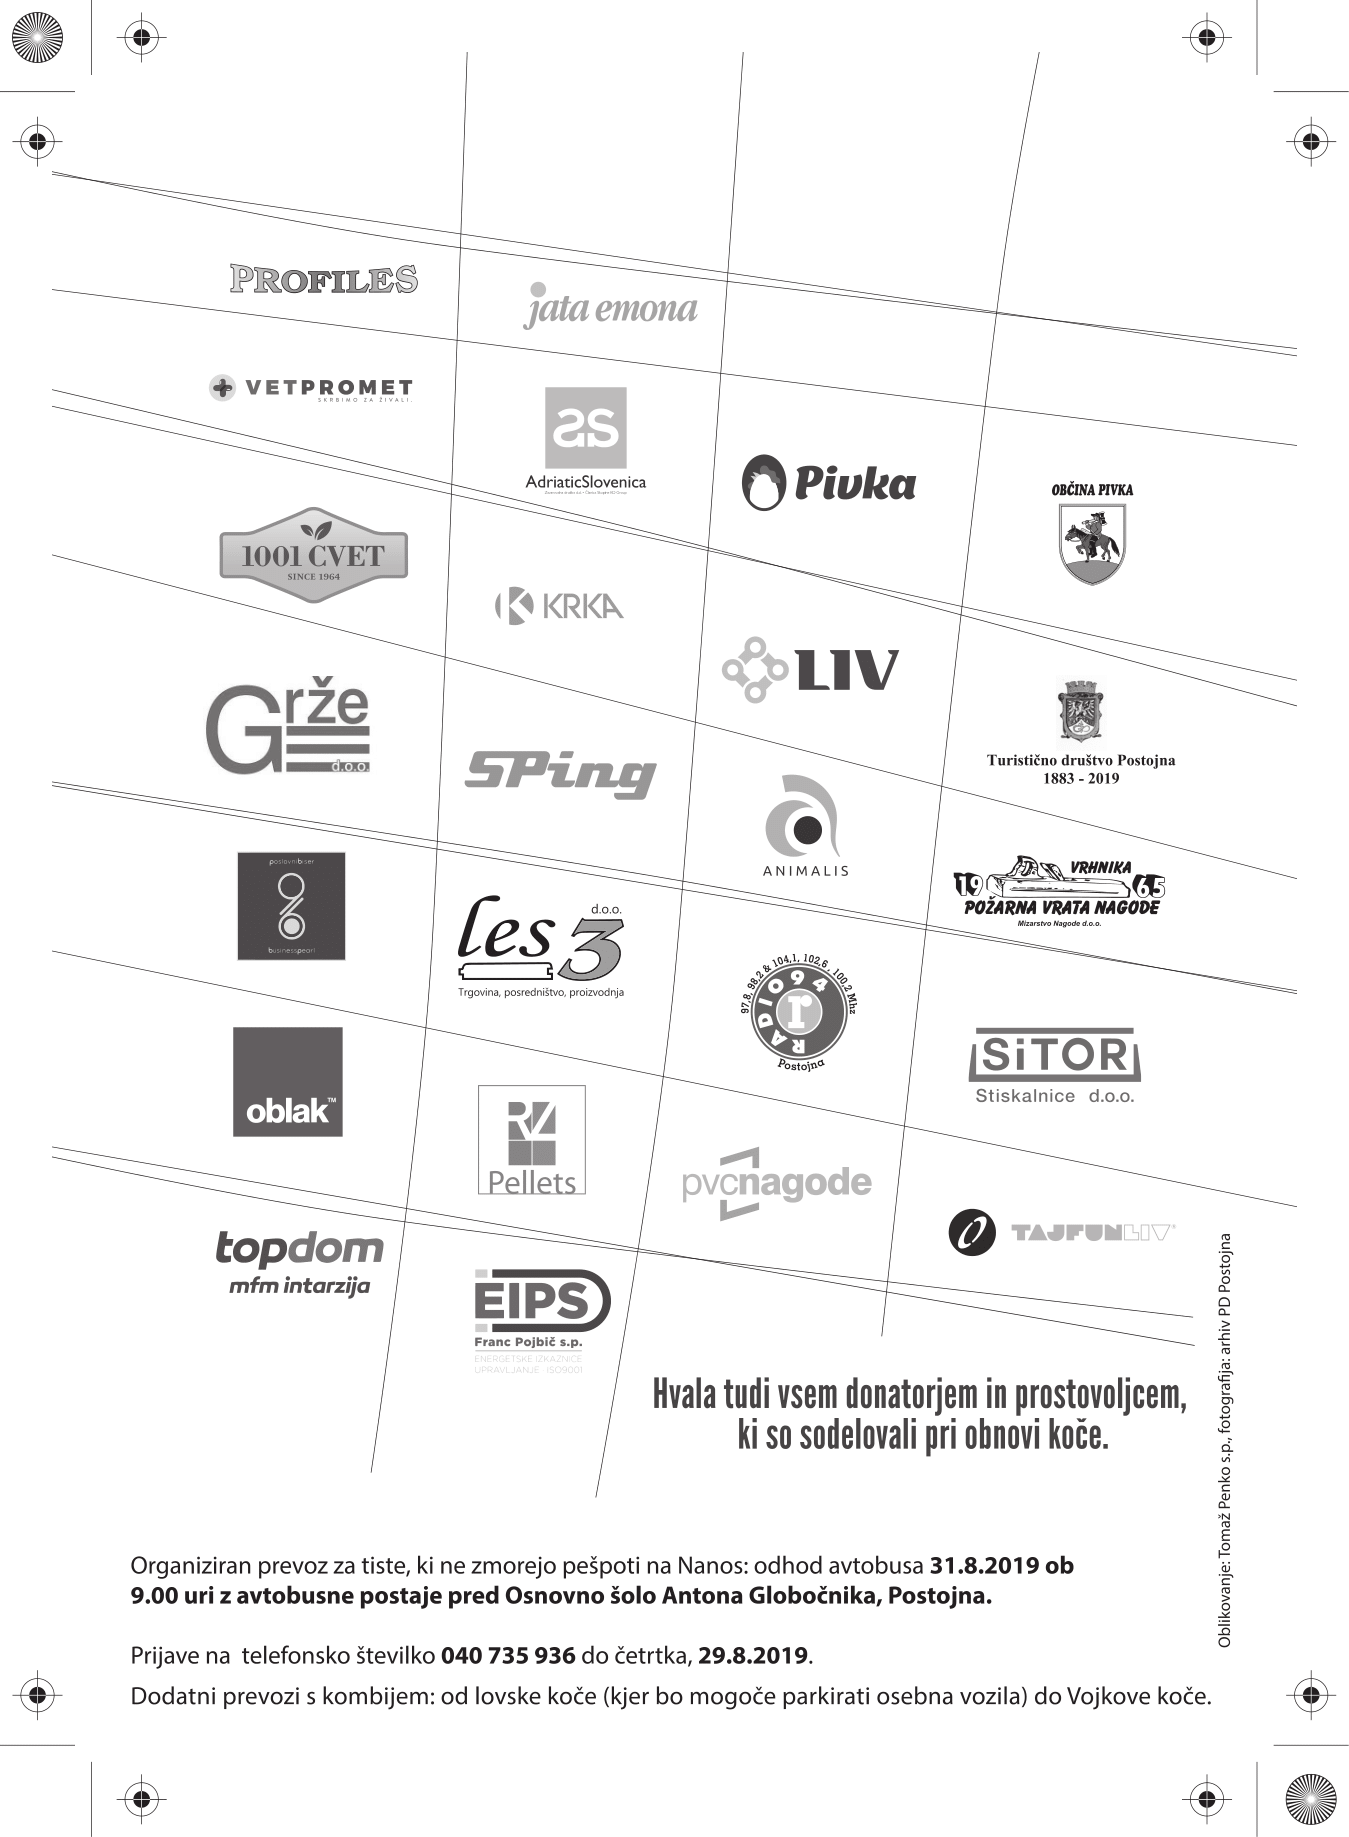 PROFILES
jata emona
VETPROMET
SKRBIMO ZA ŽIVALI.
as
AdriaticSlovenica
Pivka
OBČINA PIVKA
1001 CVET
SINCE 1964
KRKA
LIV
Grže
d.o.o.
Turistično društvo Postojna
1883 - 2019
SPing
ANIMALIS
poslovnibiser
businesspearl
VRHNIKA
19 65
POŽARNA VRATA NAGODE
Mizarstvo Nagode d.o.o.
les 3
d.o.o.
Trgovina, posredništvo, proizvodnja
97,8, 98,2 & 104,1, 102,6, 100,2 Mhz
RADIO94
r
Postojna
SiTOR
Stiskalnice d.o.o.
oblak™
RZ
Pellets
pvcnagode
TAJFUNLIV
topdom
mfm intarzija
EIPS
Franc Pojbič s.p.
ENERGETSKE IZKAZNICE
UPRAVLJANJE - ISO9001
Hvala tudi vsem donatorjem in prostovoljcem,
ki so sodelovali pri obnovi koče.
Oblikovanje: Tomaž Penko s.p., fotografija: arhiv PD Postojna
Organiziran prevoz za tiste, ki ne zmorejo pešpoti na Nanos: odhod avtobusa 31.8.2019 ob
9.00 uri z avtobusne postaje pred Osnovno šolo Antona Globočnika, Postojna.
Prijave na telefonsko številko 040 735 936 do četrtka, 29.8.2019.
Dodatni prevozi s kombijem: od lovske koče (kjer bo mogoče parkirati osebna vozila) do Vojkove koče.